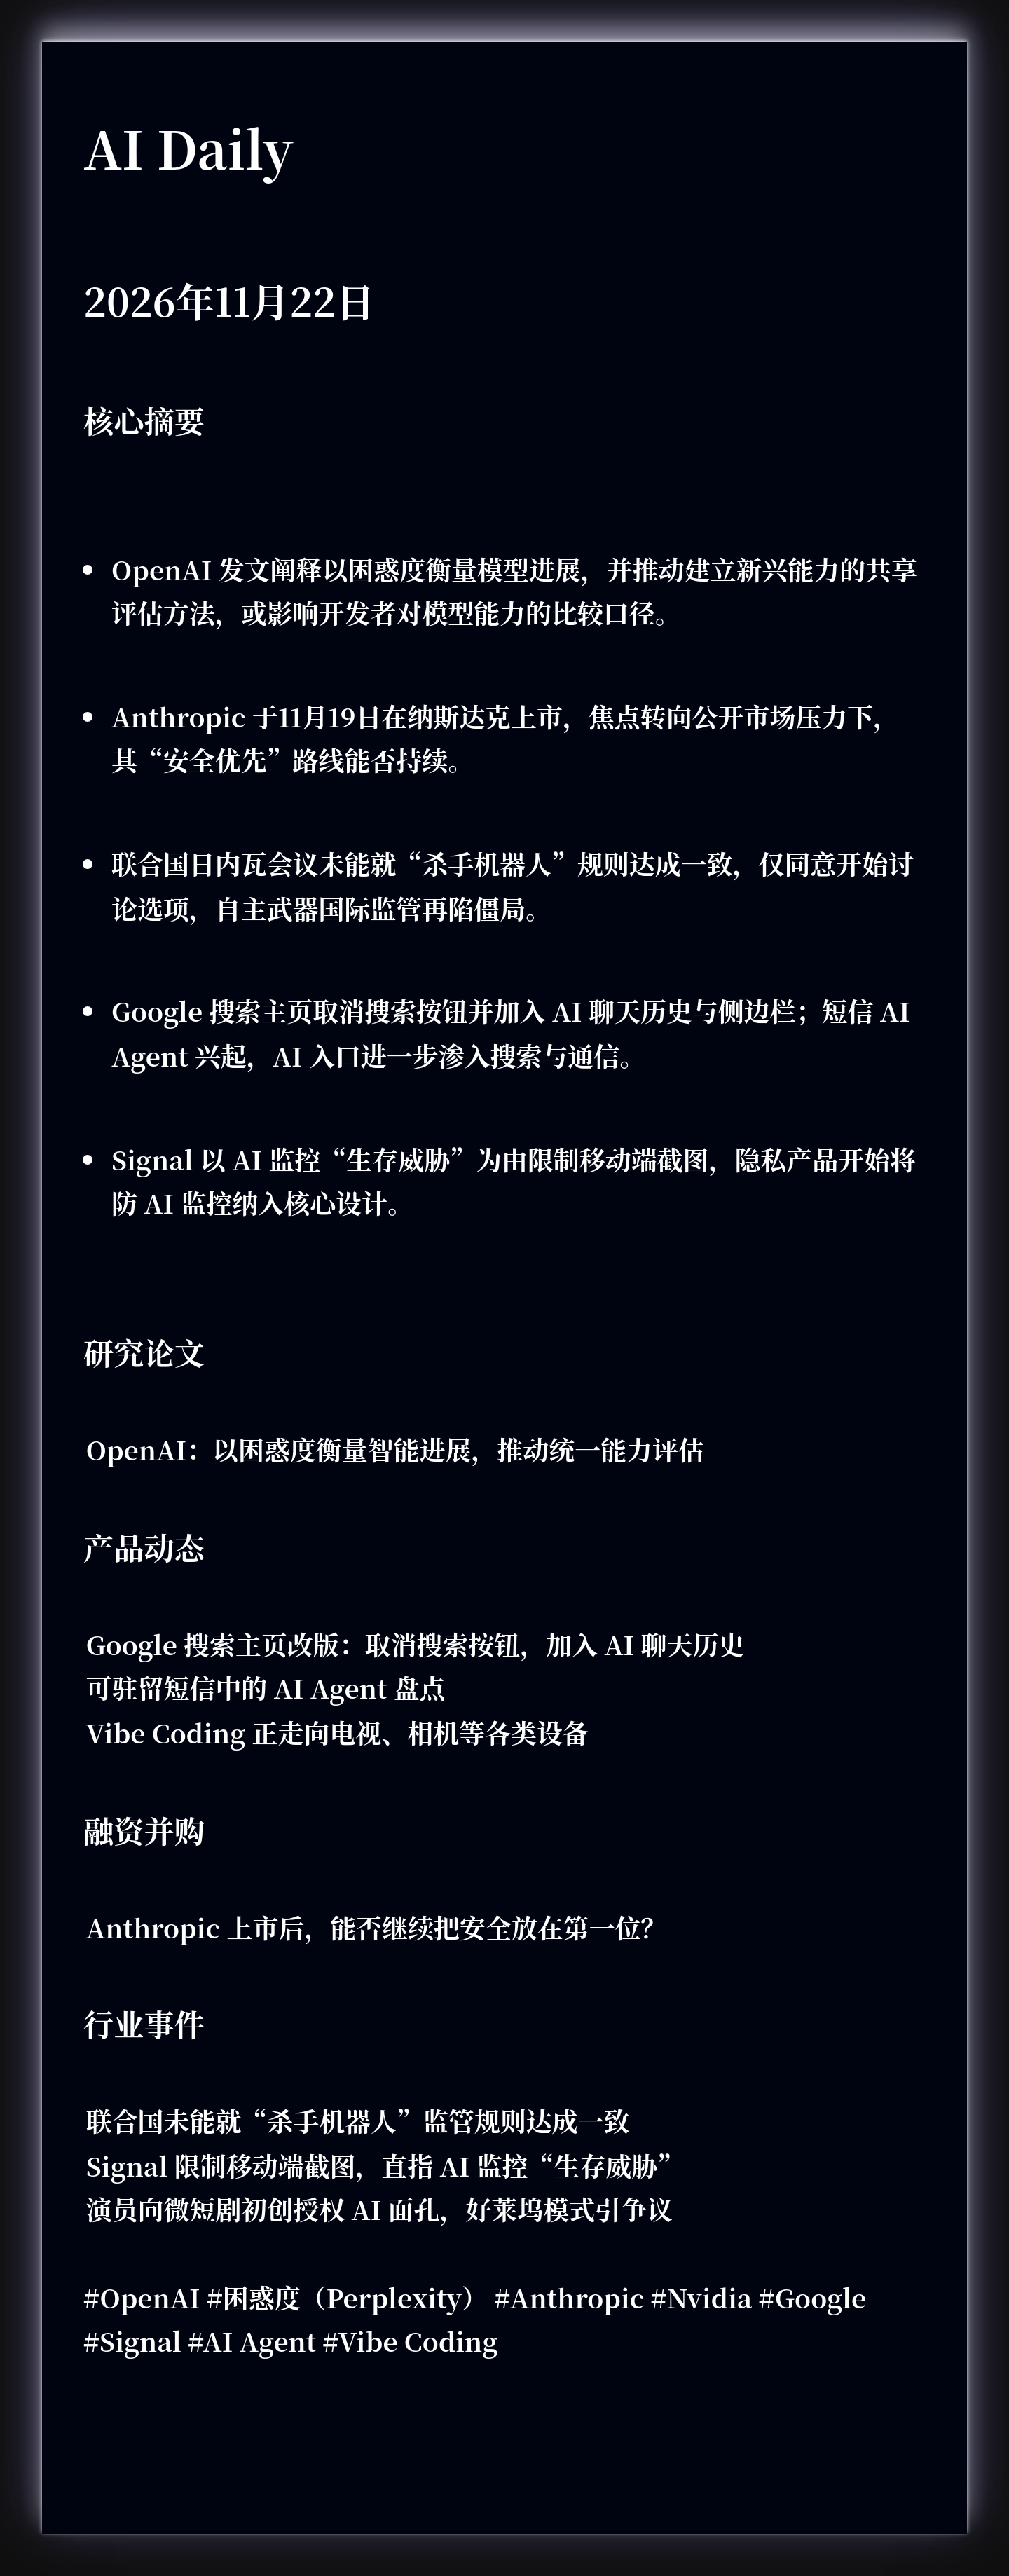 AI Daily
2026年11月22日
核心摘要
• OpenAI 发文阐释以困惑度衡量模型进展，并推动建立新兴能力的共享
评估方法，或影响开发者对模型能力的比较口径。
• Anthropic 于11月19日在纳斯达克上市，焦点转向公开市场压力下，
其“安全优先”路线能否持续。
• 联合国日内瓦会议未能就“杀手机器人”规则达成一致，仅同意开始讨
论选项，自主武器国际监管再陷僵局。
• Google 搜索主页取消搜索按钮并加入 AI 聊天历史与侧边栏；短信 AI
Agent 兴起，AI 入口进一步渗入搜索与通信。
• Signal 以 AI 监控“生存威胁”为由限制移动端截图，隐私产品开始将
防 AI 监控纳入核心设计。
研究论文
OpenAI：以困惑度衡量智能进展，推动统一能力评估
产品动态
Google 搜索主页改版：取消搜索按钮，加入 AI 聊天历史
可驻留短信中的 AI Agent 盘点
Vibe Coding 正走向电视、相机等各类设备
融资并购
Anthropic 上市后，能否继续把安全放在第一位？
行业事件
联合国未能就“杀手机器人”监管规则达成一致
Signal 限制移动端截图，直指 AI 监控“生存威胁”
演员向微短剧初创授权 AI 面孔，好莱坞模式引争议
#OpenAI #困惑度（Perplexity） #Anthropic #Nvidia #Google
#Signal #AI Agent #Vibe Coding